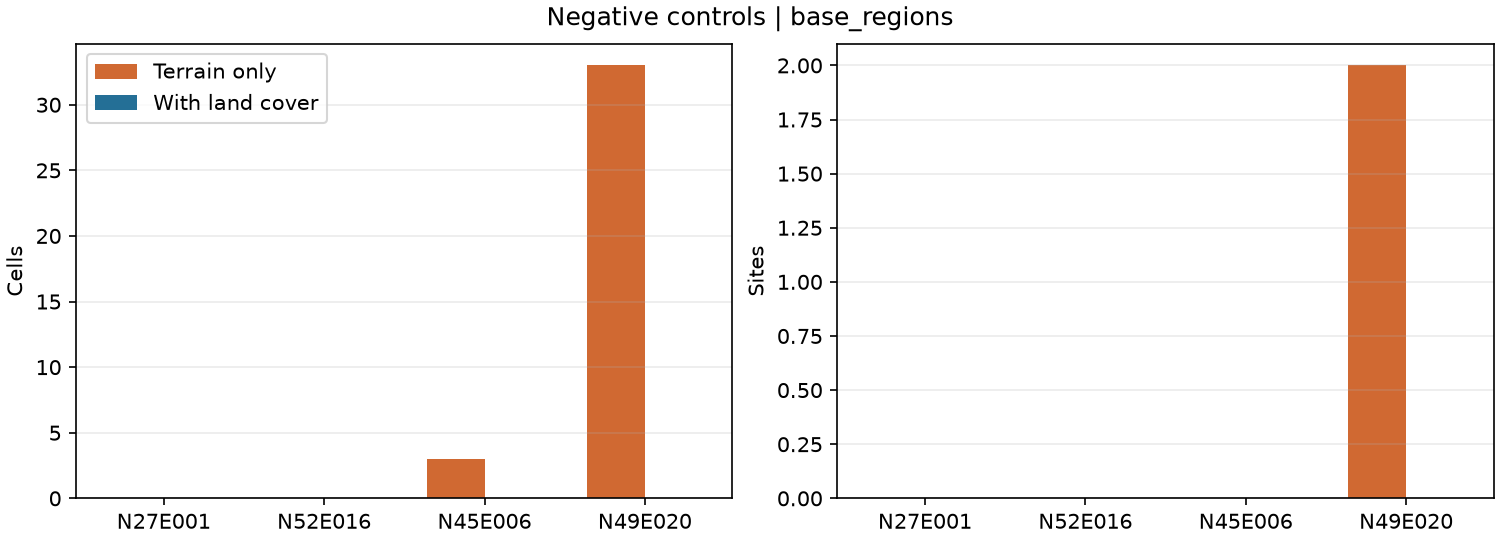 Negative controls | base_regions
Terrain only
With land cover
Cells
30
25
20
15
10
5
0
N27E001 N52E016 N45E006 N49E020
Sites
2.00
1.75
1.50
1.25
1.00
0.75
0.50
0.25
0.00
N27E001 N52E016 N45E006 N49E020